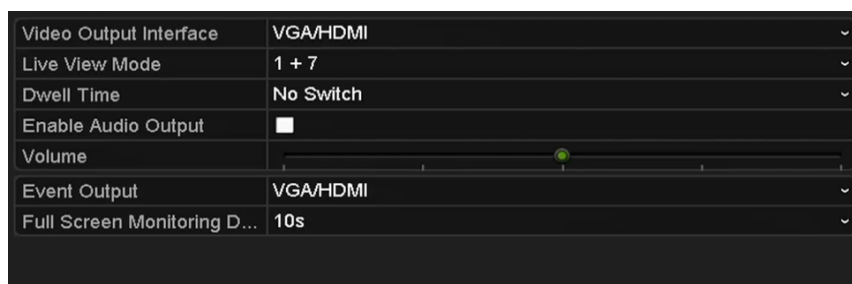 Video Output Interface VGA/HDMI
Live View Mode 1 + 7
Dwell Time No Switch
Enable Audio Output
Volume
Event Output VGA/HDMI
Full Screen Monitoring D... 10s